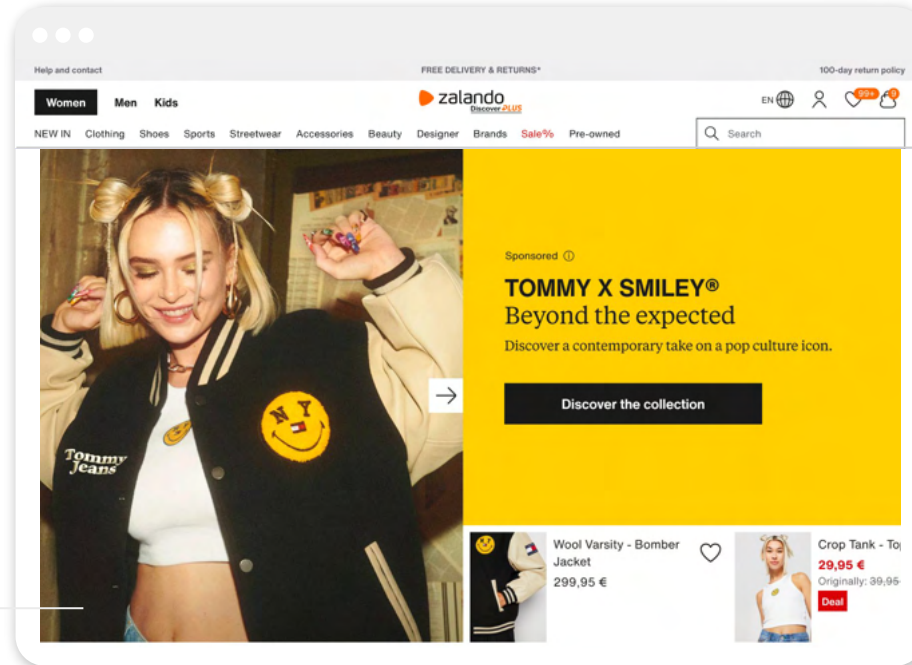 Help and contact
FREE DELIVERY & RETURNS*
100-day return policy
Women Men Kids
zalando
Discover PLUS
EN
99+
9
NEW IN Clothing Shoes Sports Streetwear Accessories Beauty Designer Brands Sale% Pre-owned
Search
Sponsored
TOMMY X SMILEY®
Beyond the expected
Discover a contemporary take on a pop culture icon.
Discover the collection
N Y
Tommy
Jeans
Wool Varsity - Bomber
Jacket
299,95 €
Crop Tank - To
29,95 €
Originally: 39,95
Deal